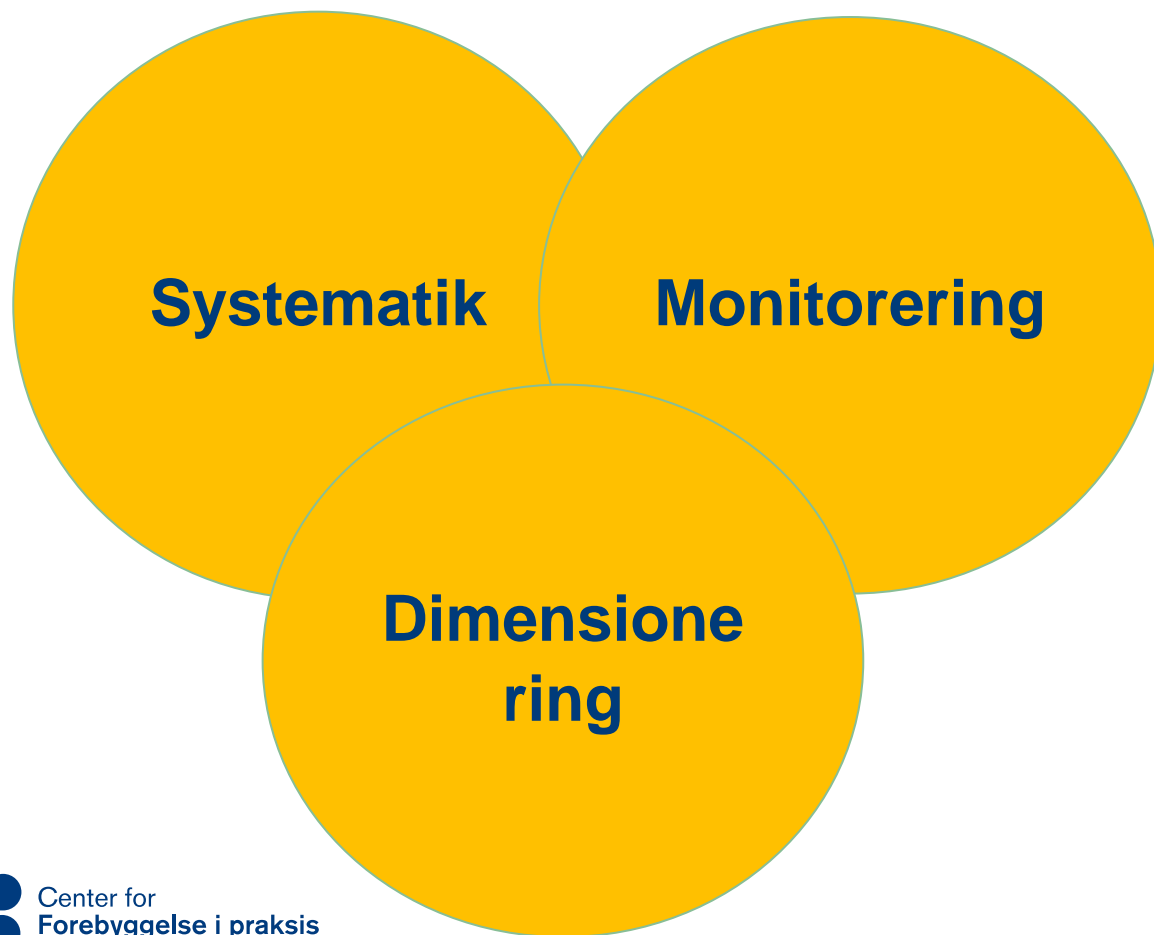 Systematik
Monitorering
Dimensione
ring
Center for
Forebyggelse i praksis